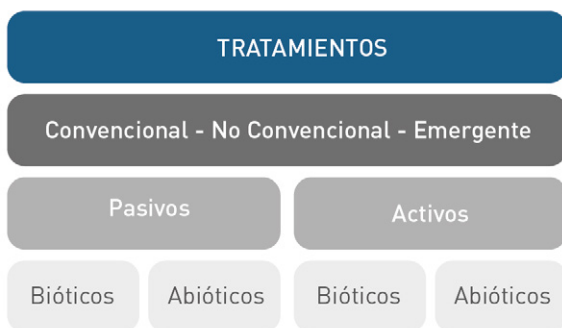 TRATAMIENTOS
Convencional - No Convencional - Emergente
Pasivos Activos
Bióticos Abióticos Bióticos Abióticos